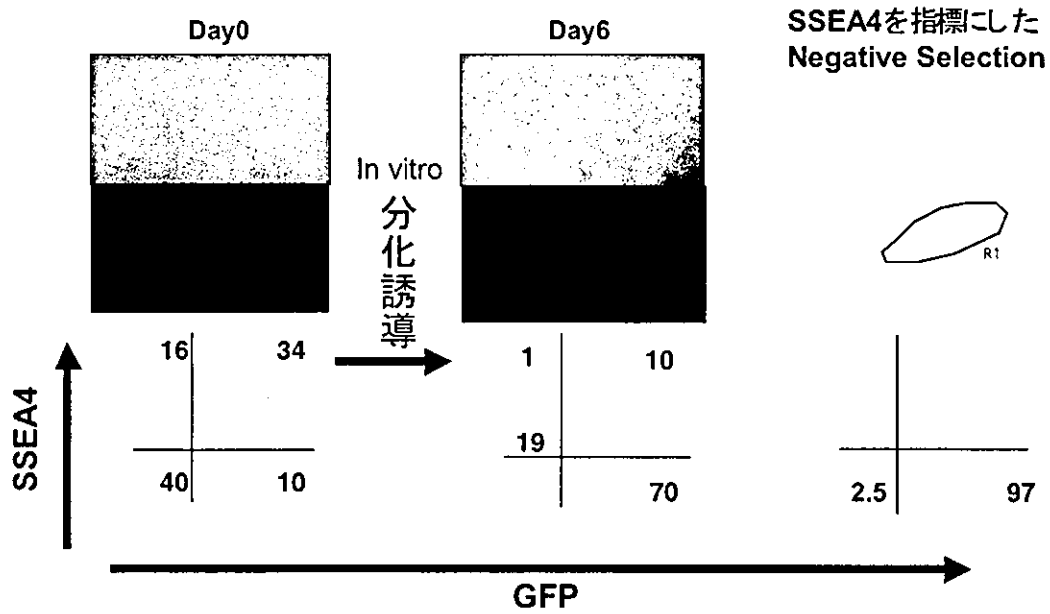 Day0
Day6
SSEA4を指標にした
Negative Selection
In vitro
分化誘導
R1
16 34
40 10
1 10
19
70
2.5 97
SSEA4
GFP